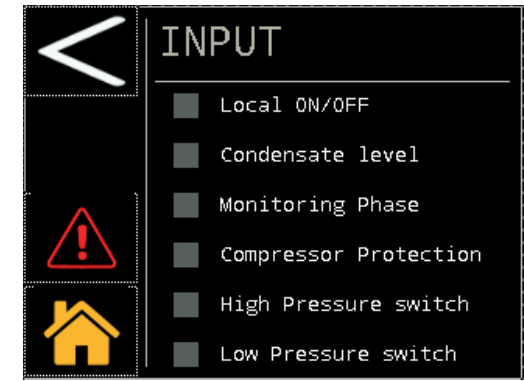 INPUT
Local ON/OFF
Condensate level
Monitoring Phase
Compressor Protection
High Pressure switch
Low Pressure switch